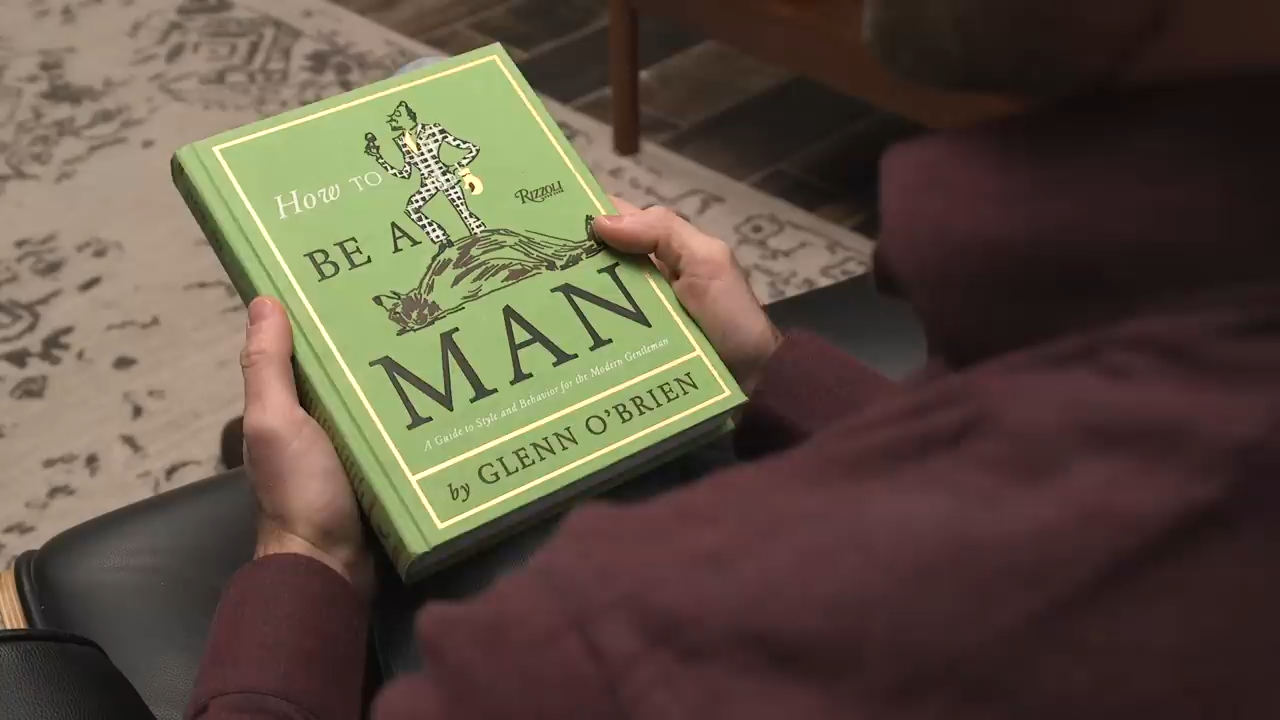 How TO
BE A
MAN
RIZZOLI
A Guide to Style and Behavior for the Modern Gentleman
by GLENN O'BRIEN